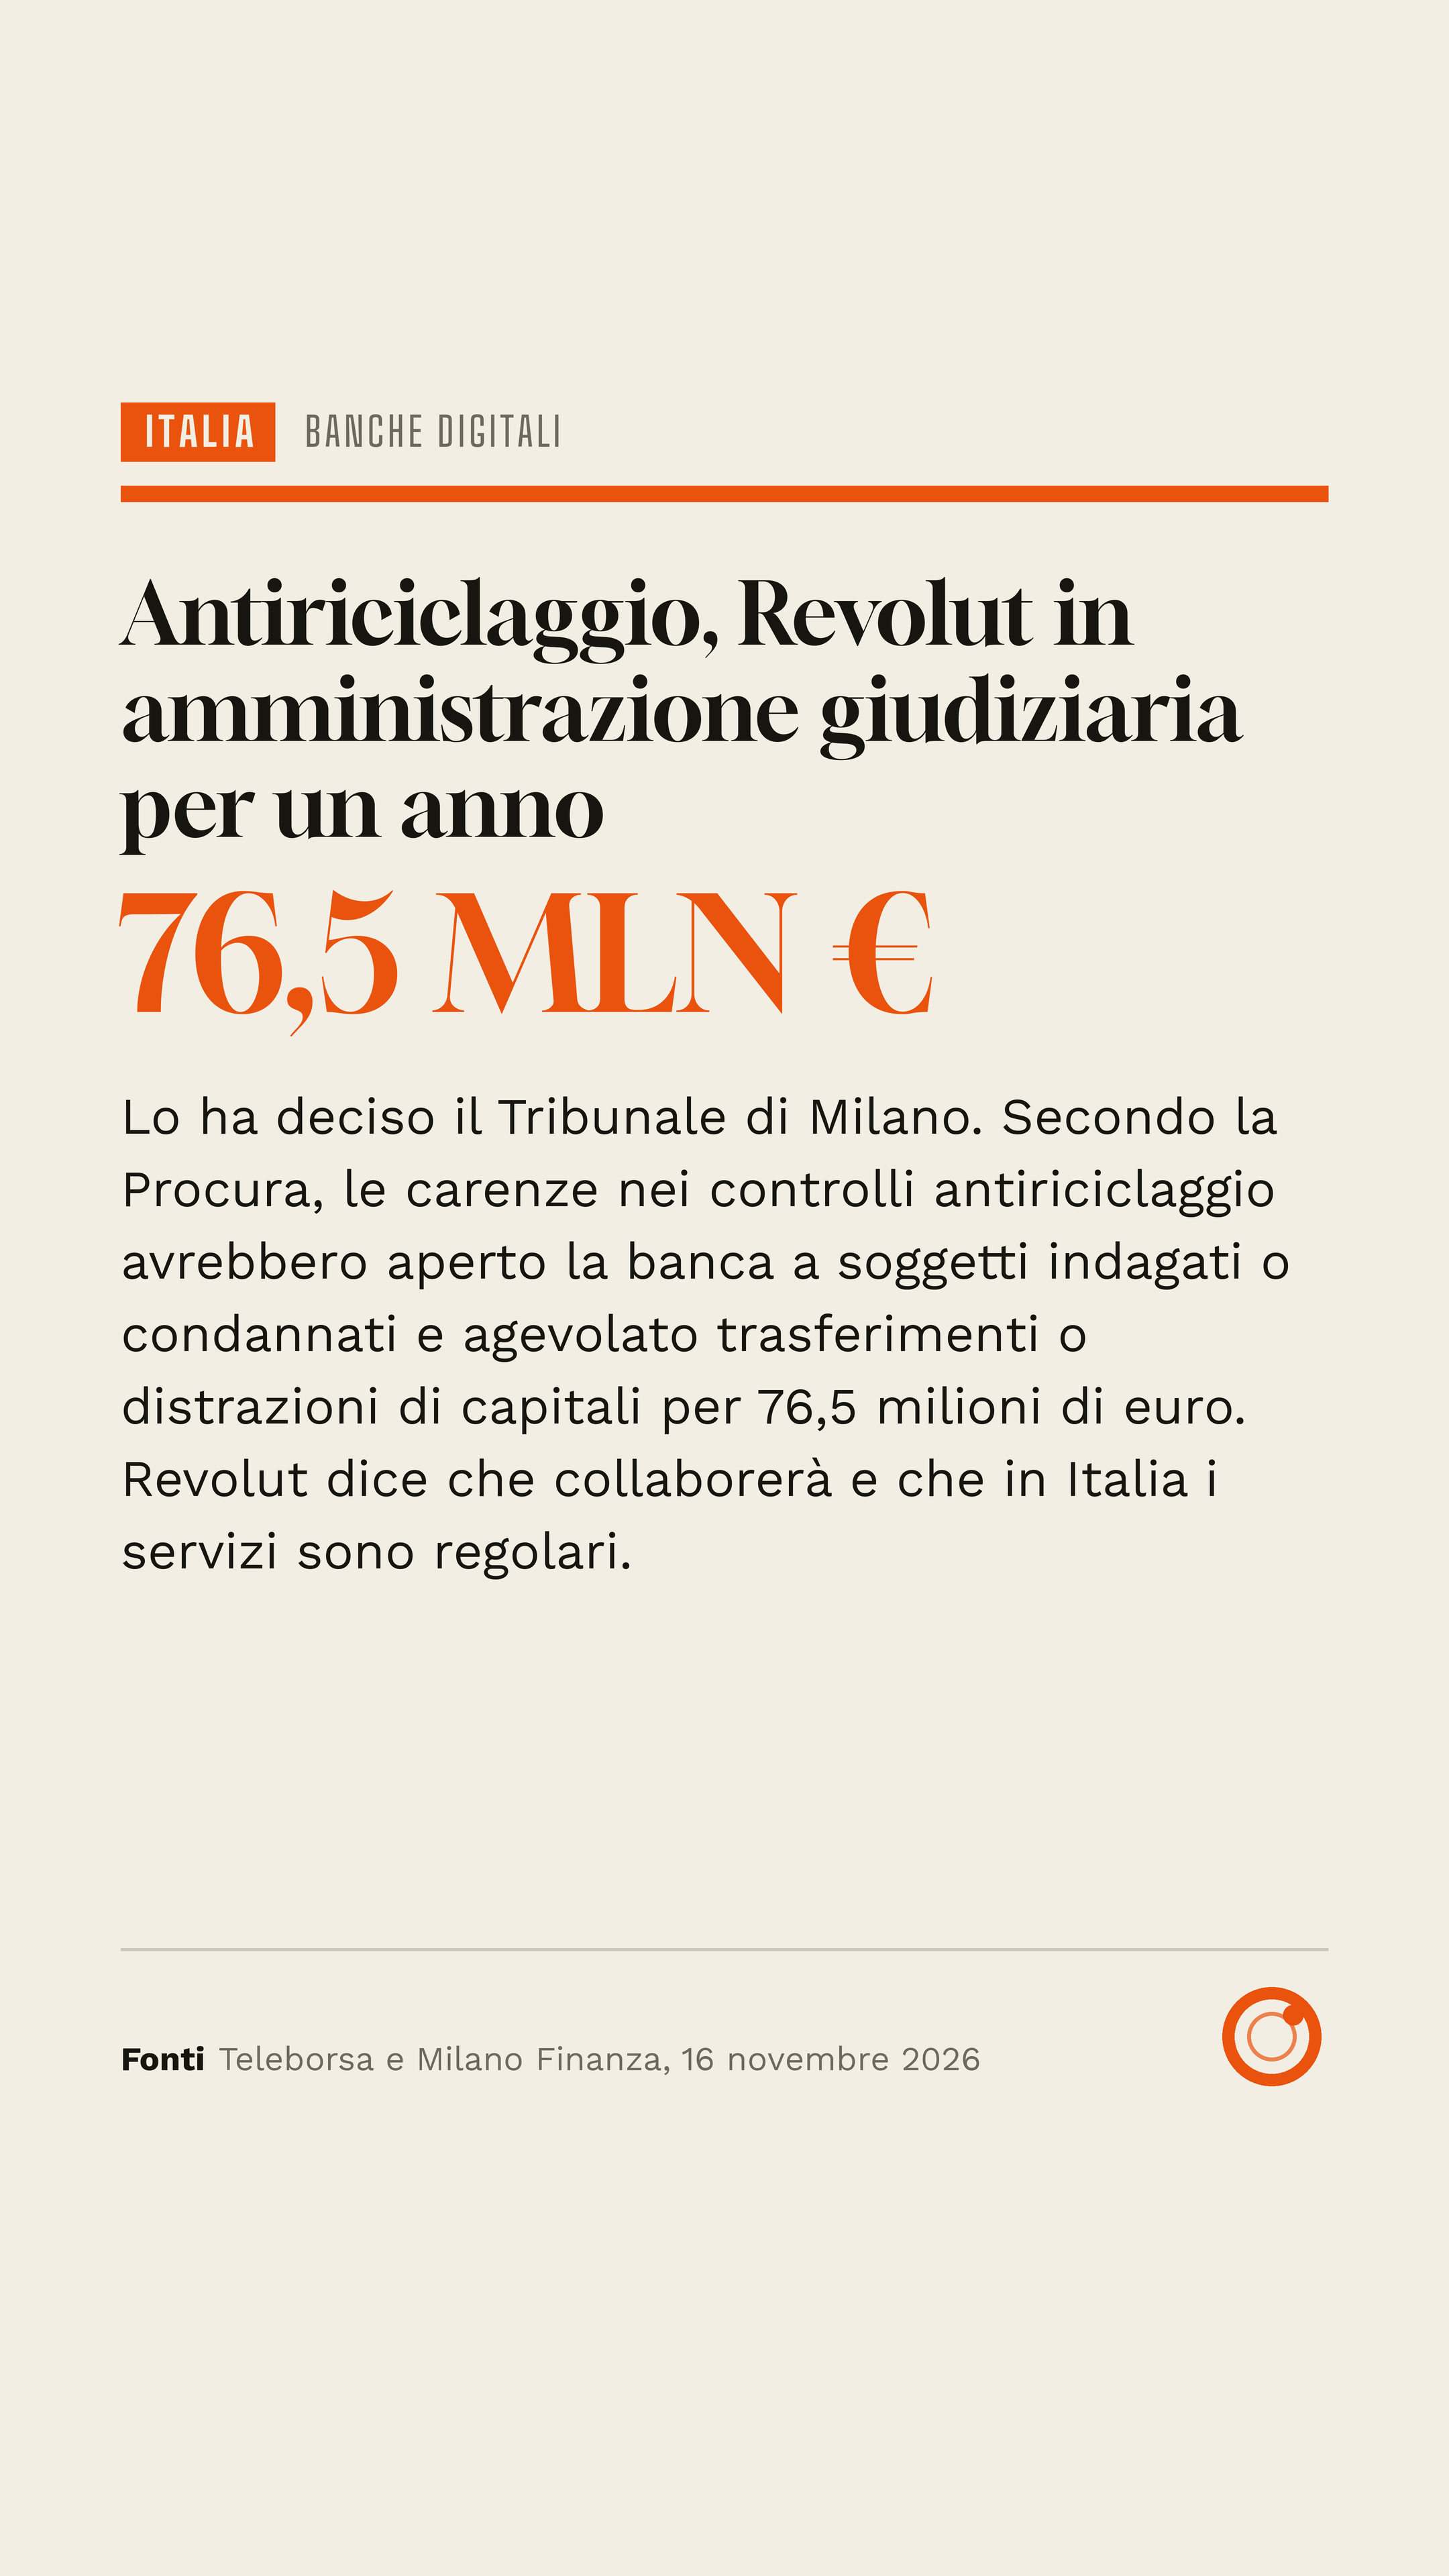 ITALIA BANCHE DIGITALI
Antiriciclaggio, Revolut in
amministrazione giudiziaria
per un anno
76,5 MLN €
Lo ha deciso il Tribunale di Milano. Secondo la
Procura, le carenze nei controlli antiriciclaggio
avrebbero aperto la banca a soggetti indagati o
condannati e agevolato trasferimenti o
distrazioni di capitali per 76,5 milioni di euro.
Revolut dice che collaborerà e che in Italia i
servizi sono regolari.
Fonti Teleborsa e Milano Finanza, 16 novembre 2026